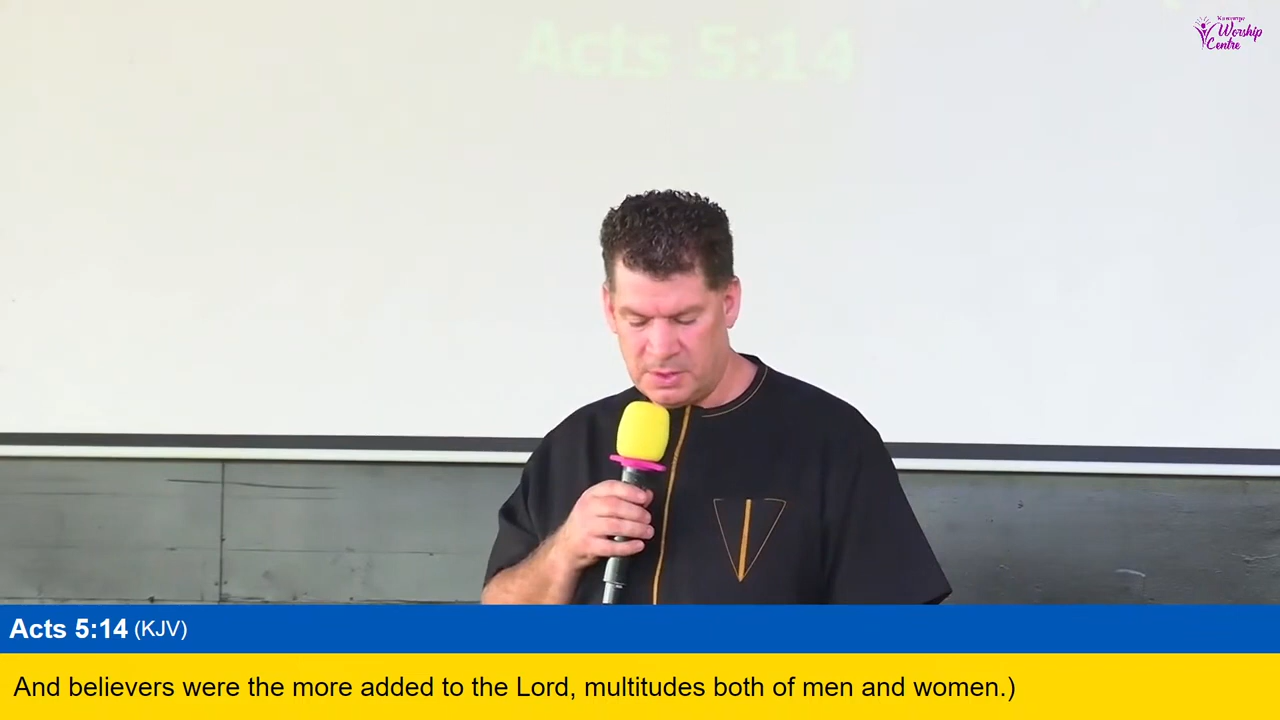 Worship
Centre
Acts 5:14
Acts 5:14 (KJV)
And believers were the more added to the Lord, multitudes both of men and women.)